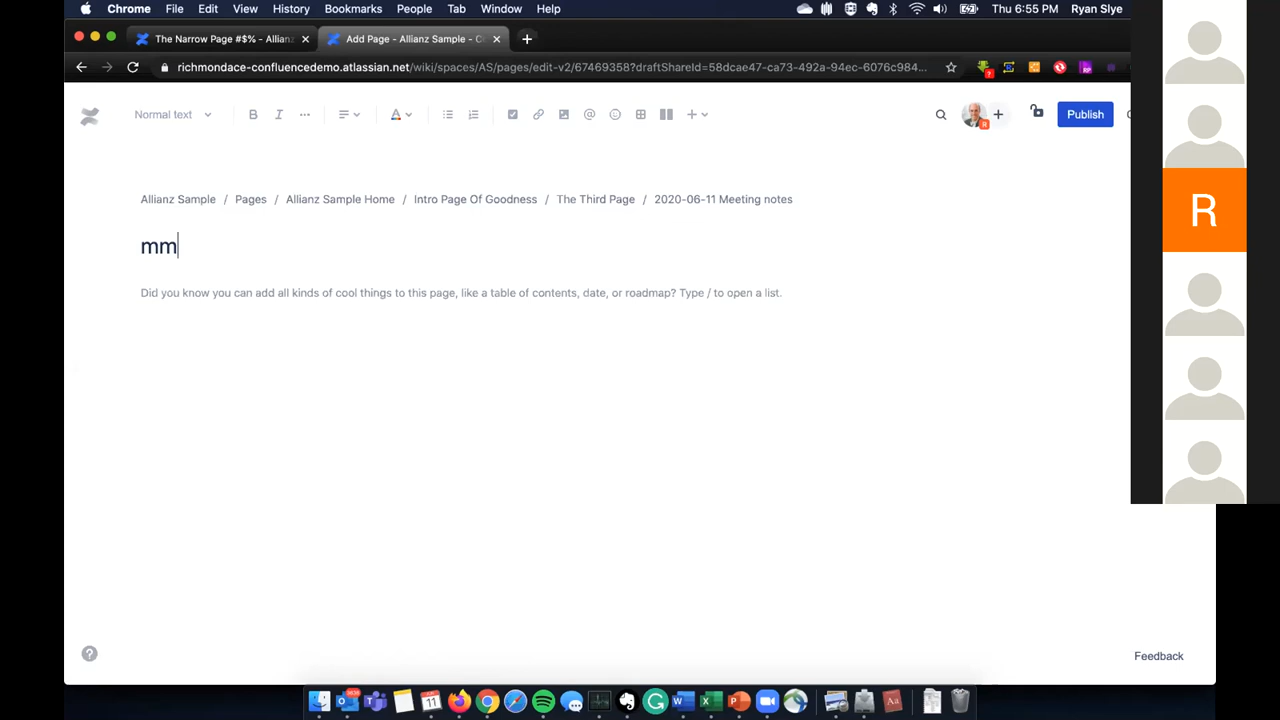 Chrome File Edit View History Bookmarks People Tab Window Help Thu 6:55 PM Ryan Slye
The Narrow Page #$% - Allianz Add Page - Allianz Sample - C
richmondace-confluencedemo.atlassian.net/wiki/spaces/AS/pages/edit-v2/67469358?draftShareId=58dcae47-ca73-492a-94ec-6076c984...
Normal text B I A Publish
Allianz Sample / Pages / Allianz Sample Home / Intro Page Of Goodness / The Third Page / 2020-06-11 Meeting notes
R
mm
Did you know you can add all kinds of cool things to this page, like a table of contents, date, or roadmap? Type / to open a list.
Feedback
11